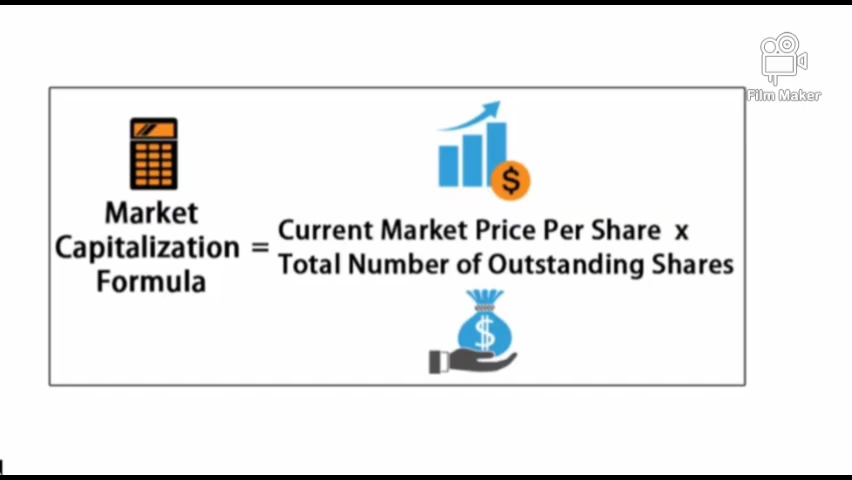 Film Maker
Market
Capitalization
Formula
=
Current Market Price Per Share x
Total Number of Outstanding Shares
$
$